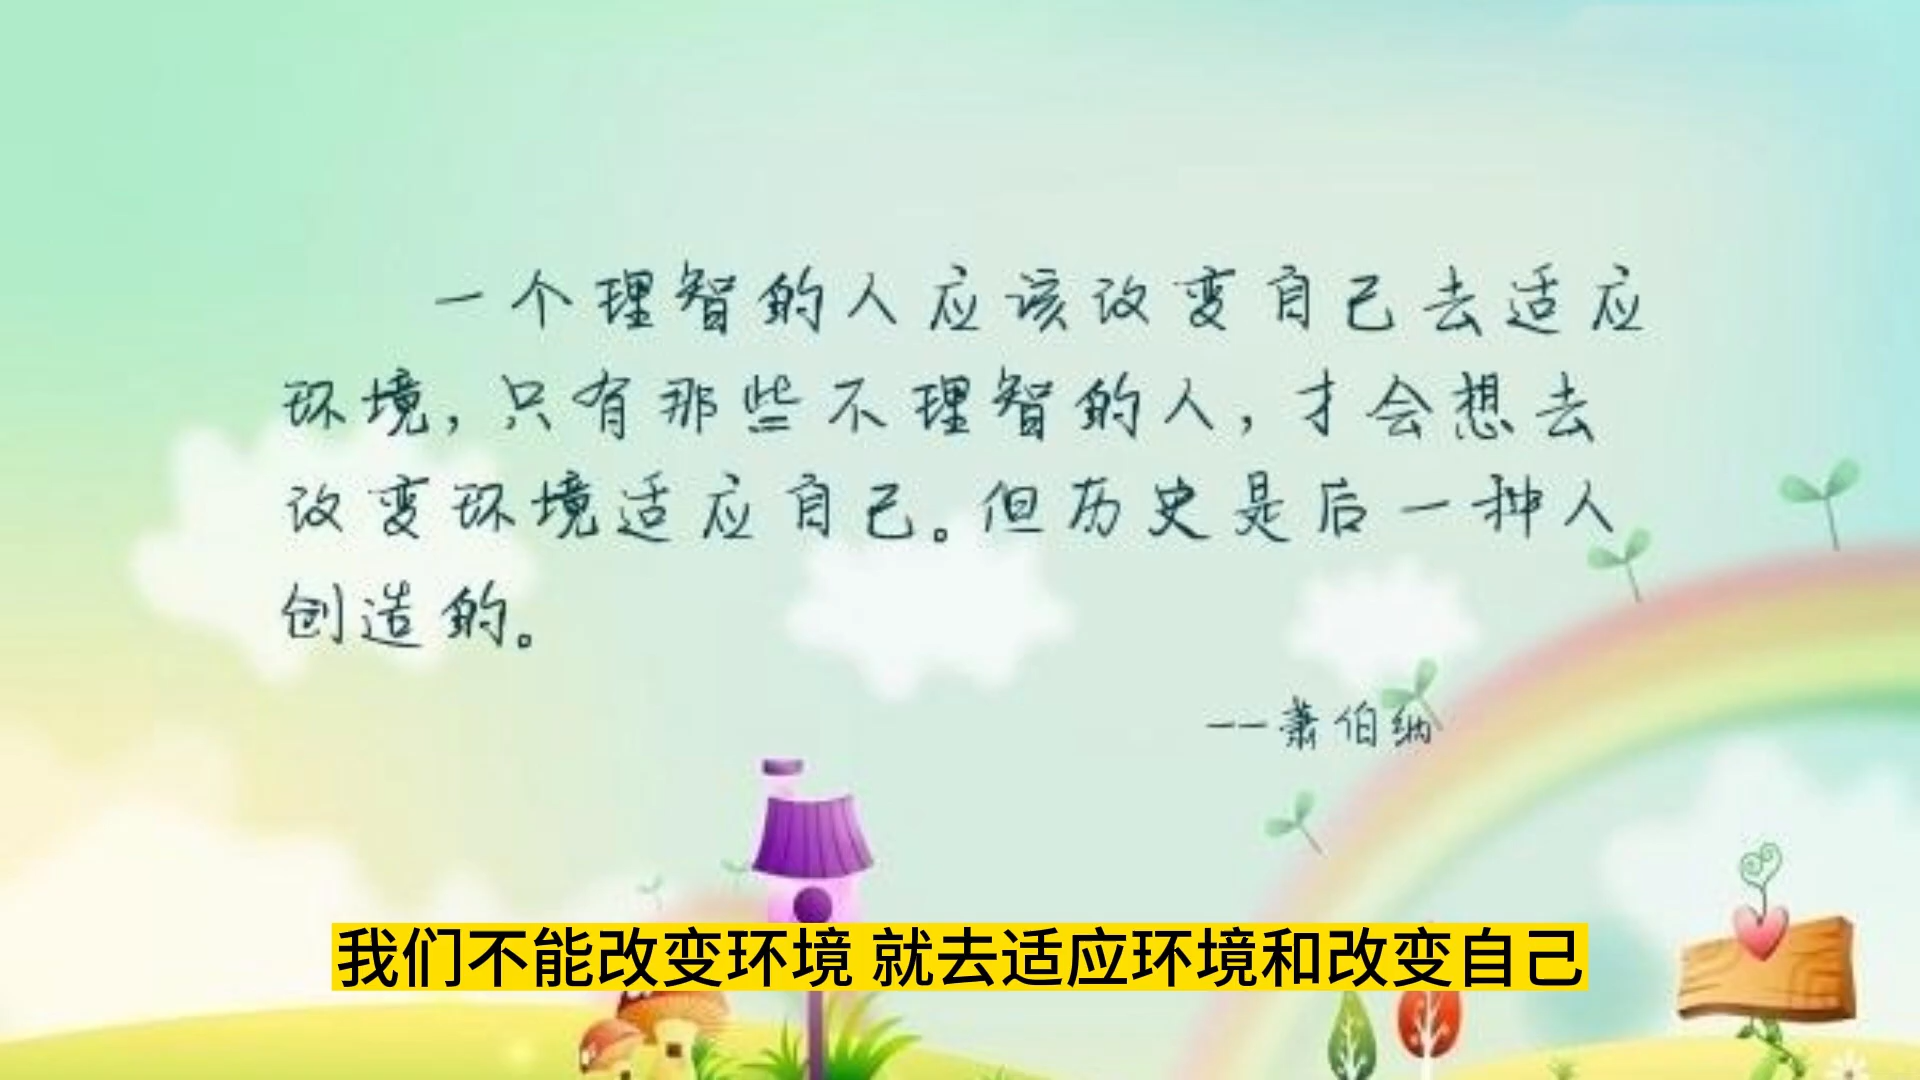 一个理智的人应该改变自己去适应
环境，只有那些不理智的人，才会想去
改变环境适应自己。但历史是后一种人
创造的。
--萧伯纳
我们不能改变环境 就去适应环境和改变自己